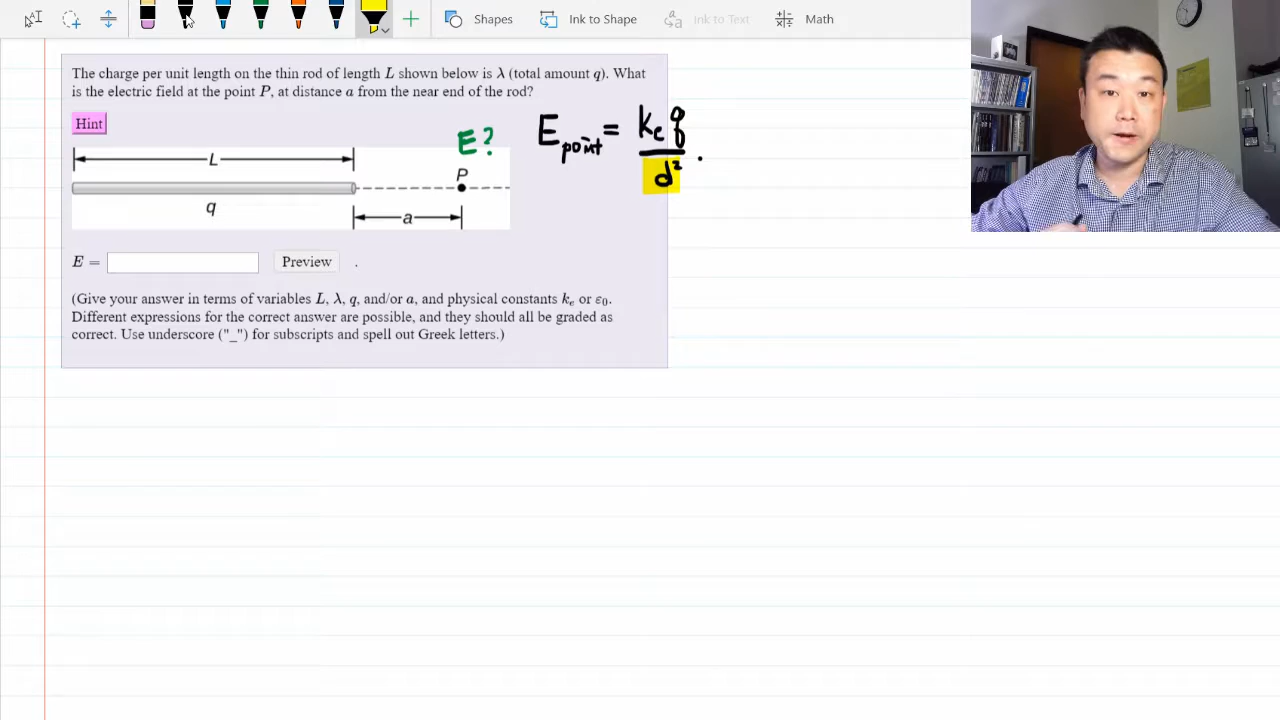 Shapes
Ink to Shape
Ink to Text
Math
The charge per unit length on the thin rod of length L shown below is λ (total amount q). What
is the electric field at the point P, at distance a from the near end of the rod?
Hint
E?
L
P
q
a
E =
Preview
.
(Give your answer in terms of variables L, λ, q, and/or a, and physical constants kₑ or ε₀.
Different expressions for the correct answer are possible, and they should all be graded as
correct. Use underscore ("_") for subscripts and spell out Greek letters.)
E point = kₑ q
d² .